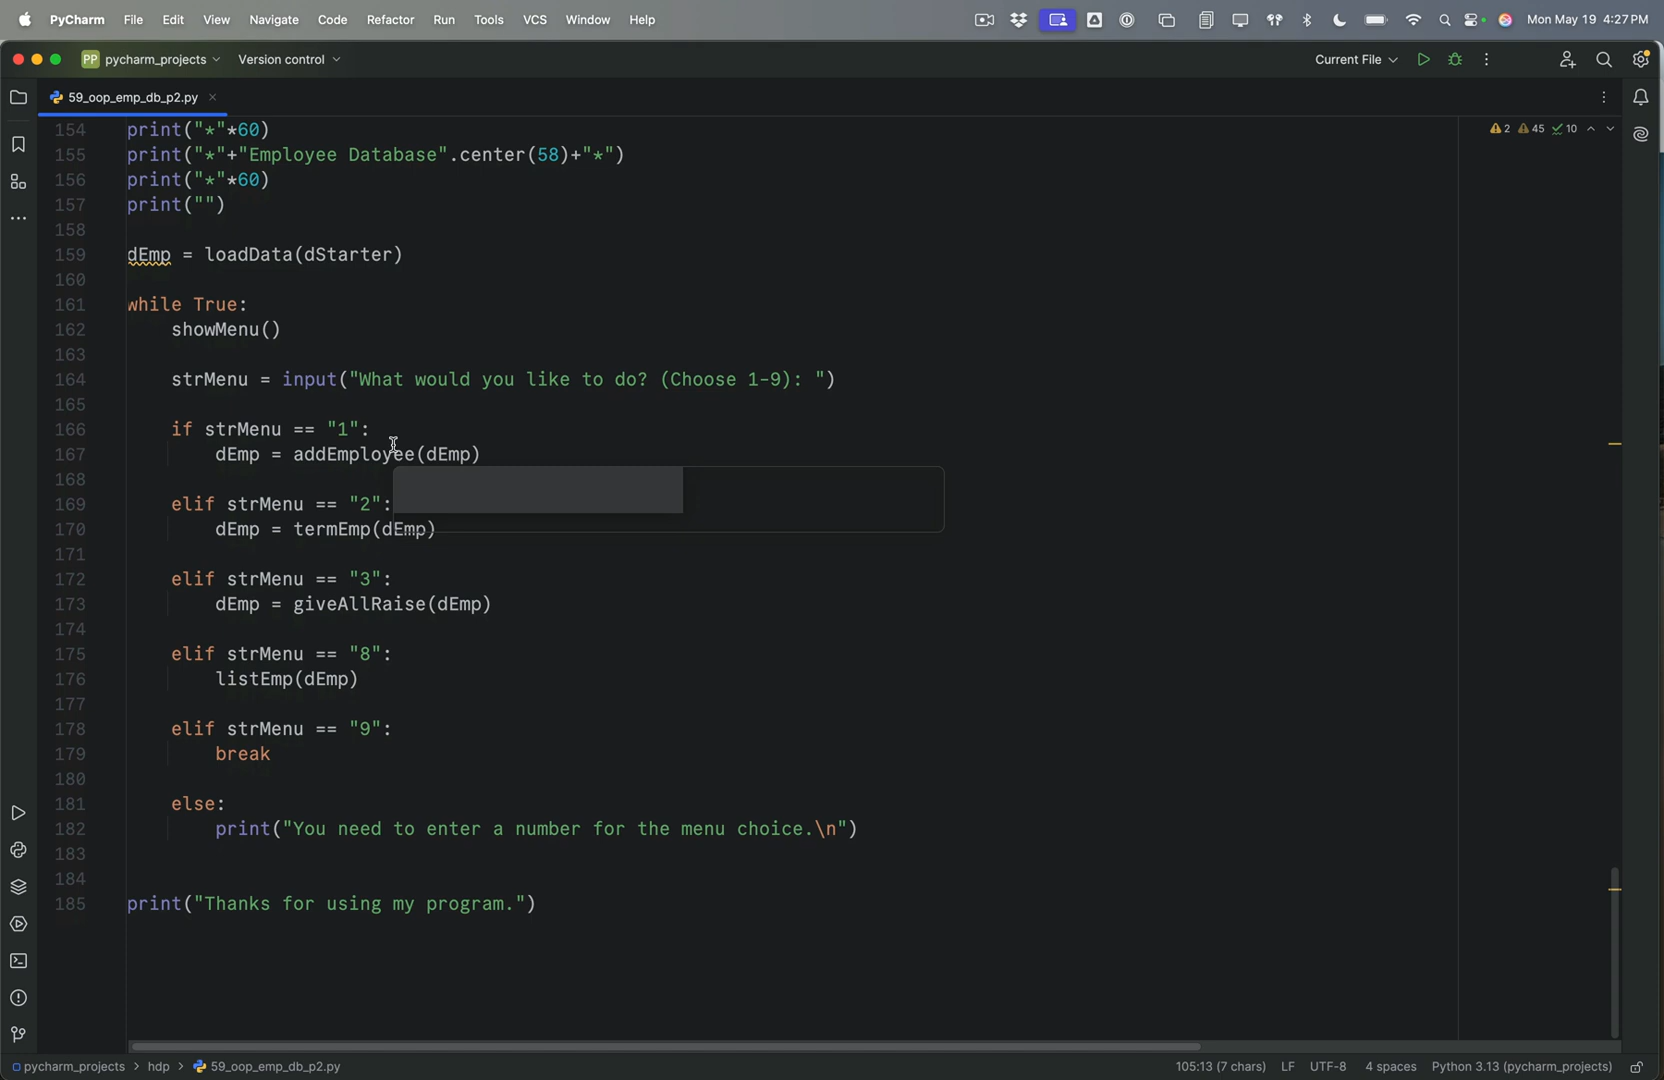 PyCharm File Edit View Navigate Code Refactor Run Tools VCS Window Help Mon May 19 4:27 PM
PP pycharm_projects Version control Current File
59_oop_emp_db_p2.py
154 print("*"*60) 2 45 10
155 print("*"+"Employee Database".center(58)+"*")
156 print("*"*60)
157 print("")
158
159 dEmp = loadData(dStarter)
160
161 while True:
162 showMenu()
163
164 strMenu = input("What would you like to do? (Choose 1-9): ")
165
166 if strMenu == "1":
167 dEmp = addEmployee(dEmp)
168
169 elif strMenu == "2":
170 dEmp = termEmp(dEmp)
171
172 elif strMenu == "3":
173 dEmp = giveAllRaise(dEmp)
174
175 elif strMenu == "8":
176 listEmp(dEmp)
177
178 elif strMenu == "9":
179 break
180
181 else:
182 print("You need to enter a number for the menu choice.\n")
183
184
185 print("Thanks for using my program.")
pycharm_projects > hdp > 59_oop_emp_db_p2.py 105:13 (7 chars) LF UTF-8 4 spaces Python 3.13 (pycharm_projects)